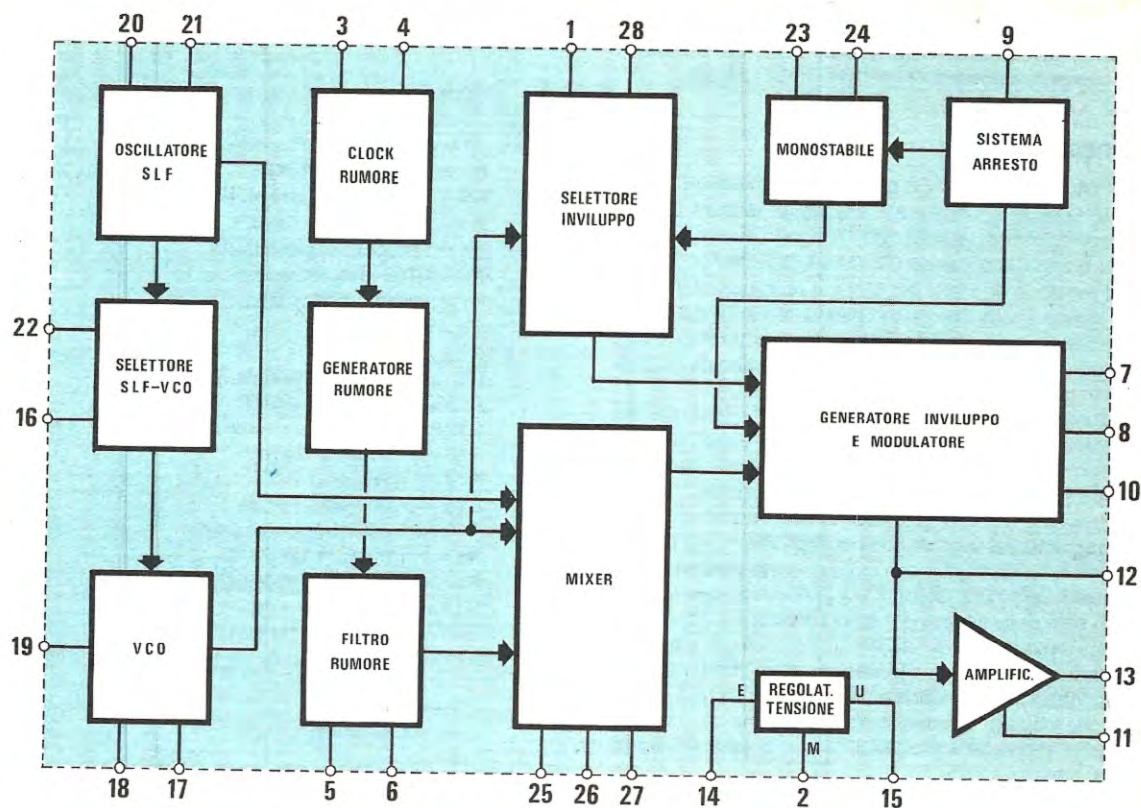 20 21 3 4 1 28 23 24 9
OSCILLATORE
SLF
CLOCK
RUMORE
SELETTORE
INVILUPPO
MONOSTABILE
SISTEMA
ARRESTO
22
SELETTORE
SLF-VCO
16
GENERATORE
RUMORE
GENERATORE INVILUPPO
E MODULATORE
7
8
10
MIXER
12
19
VCO
FILTRO
RUMORE
E
REGOLAT.
TENSIONE
U
M
AMPLIFIC.
13
11
18 17 5 6 25 26 27 14 2 15